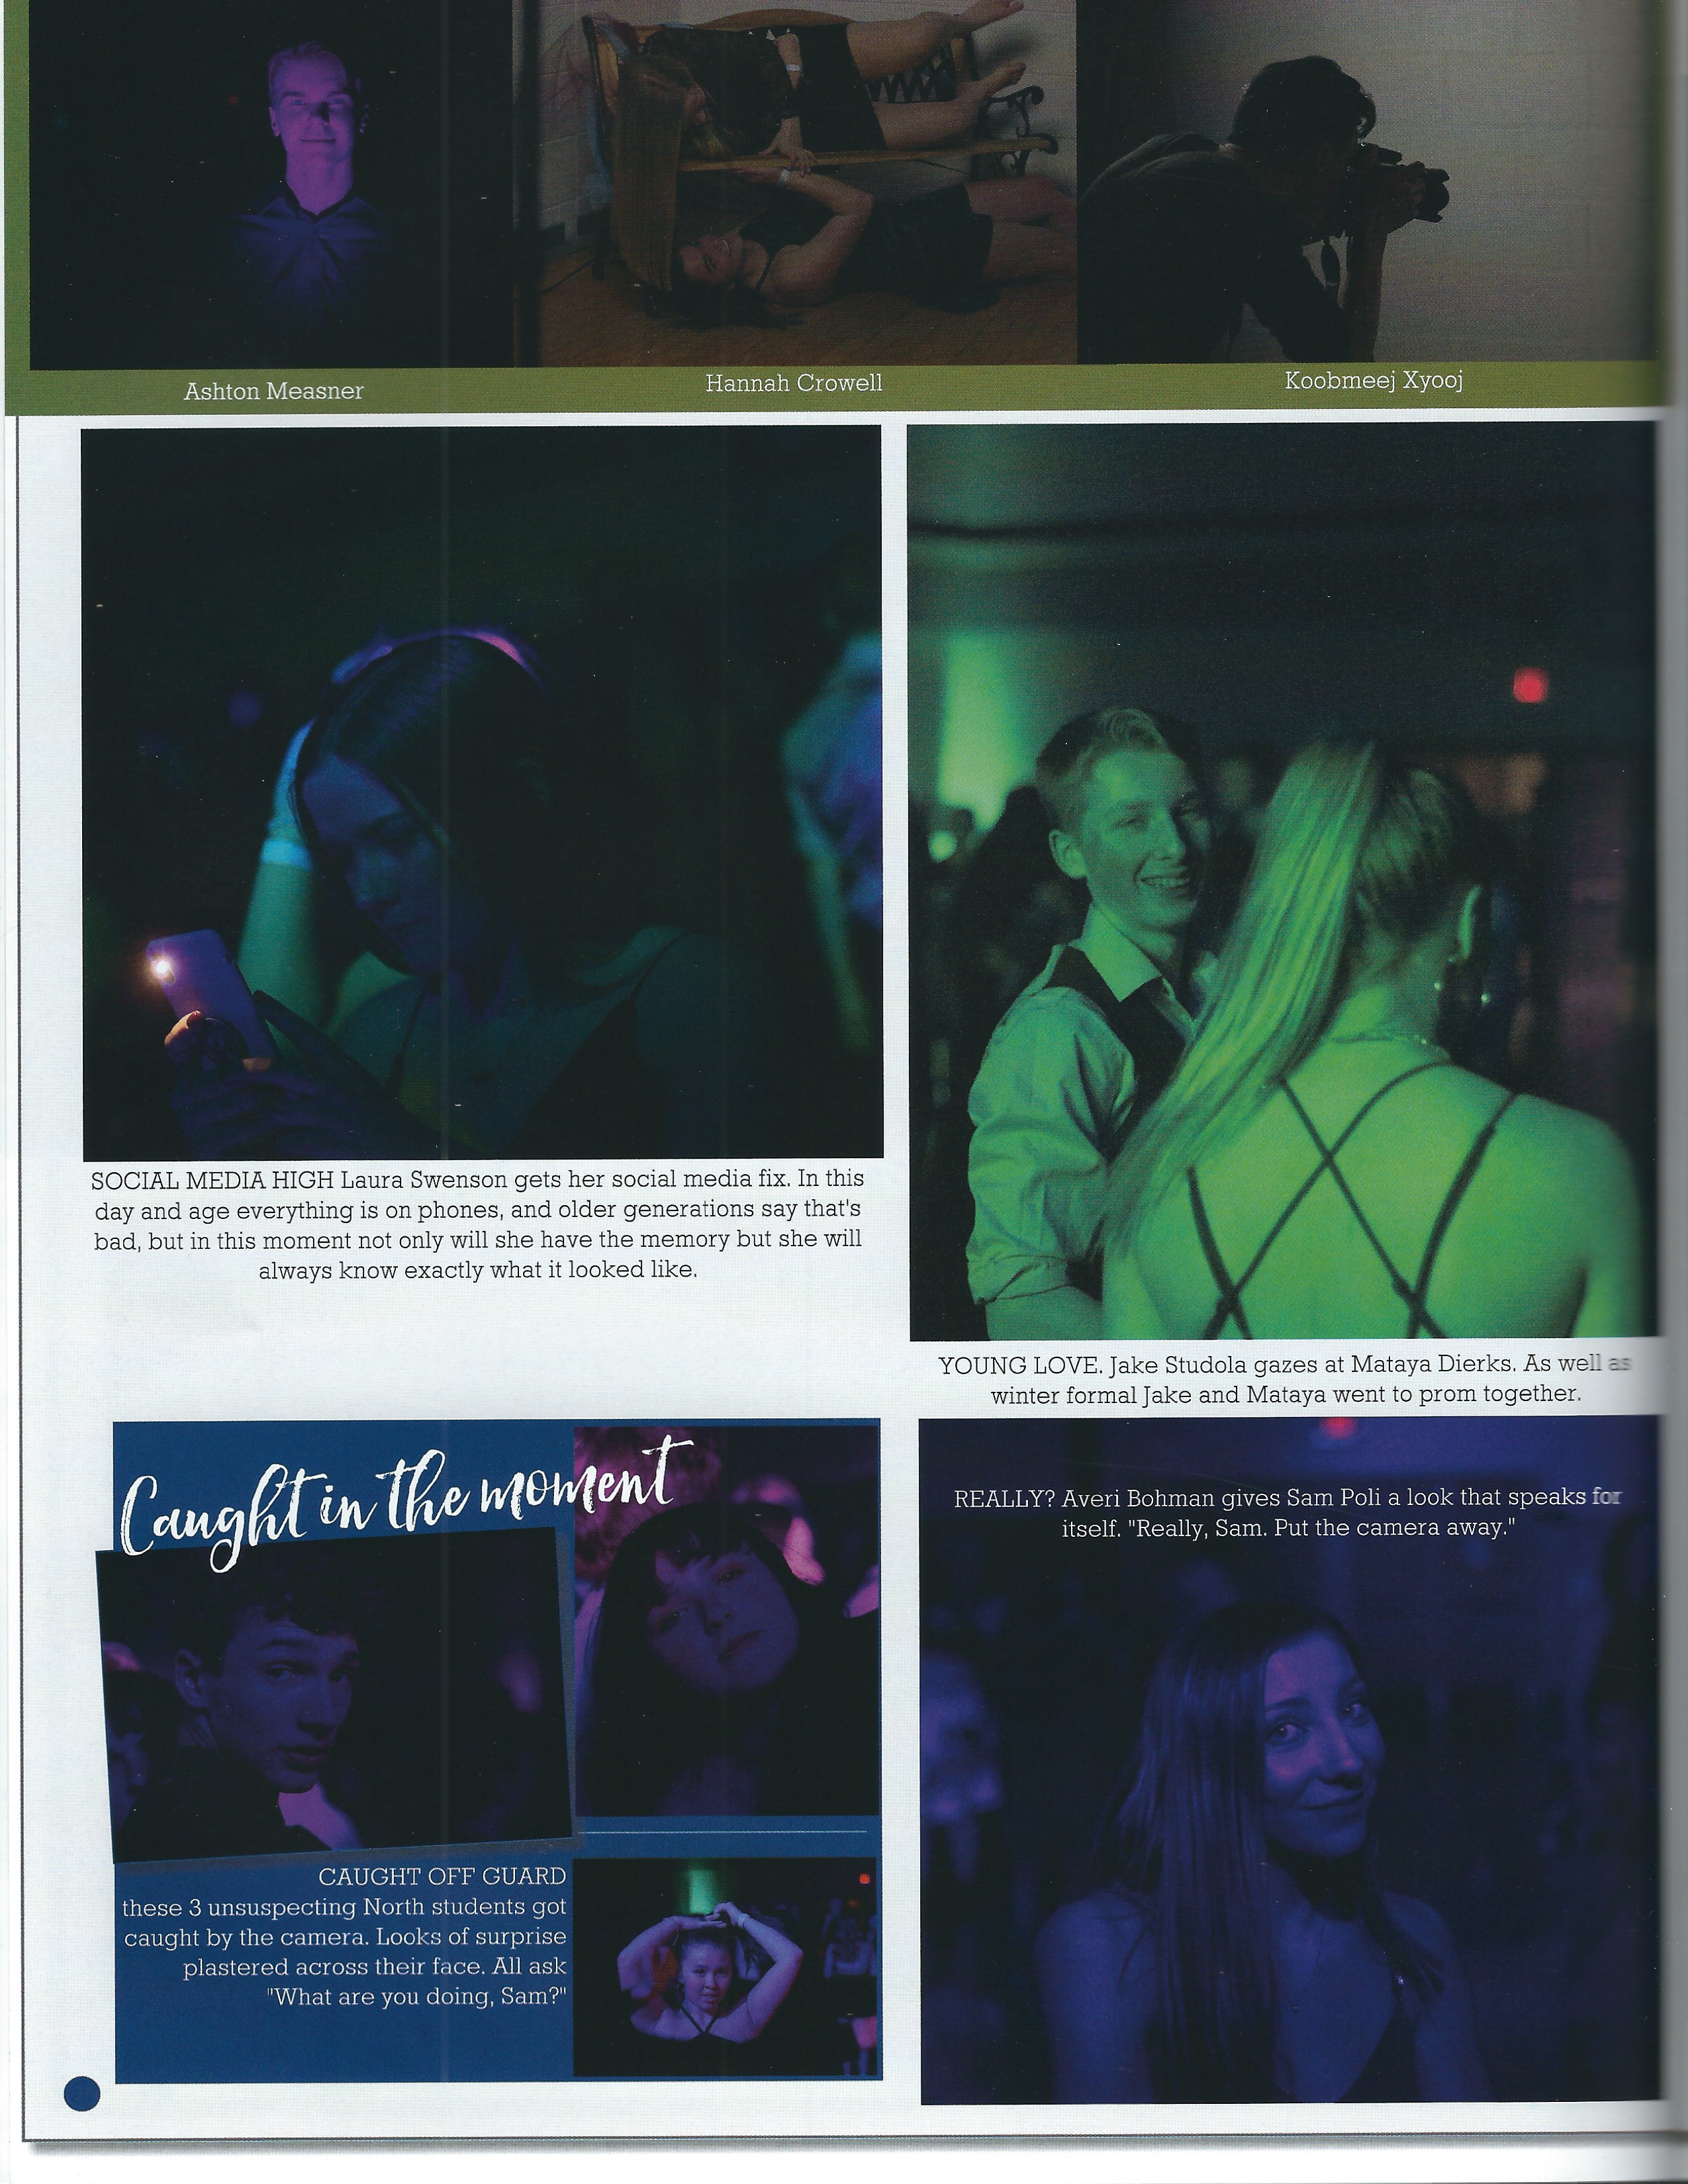 Ashton Measner
Hannah Crowell
Koobmeej Xyooj
SOCIAL MEDIA HIGH Laura Swenson gets her social media fix. In this
day and age everything is on phones, and older generations say that's
bad, but in this moment not only will she have the memory but she will
always know exactly what it looked like.
YOUNG LOVE. Jake Studola gazes at Mataya Dierks. As well as
winter formal Jake and Mataya went to prom together.
Caught in the moment
CAUGHT OFF GUARD
these 3 unsuspecting North students got
caught by the camera. Looks of surprise
plastered across their face. All ask
"What are you doing, Sam?"
REALLY? Averi Bohman gives Sam Poli a look that speaks for
itself. "Really, Sam. Put the camera away."